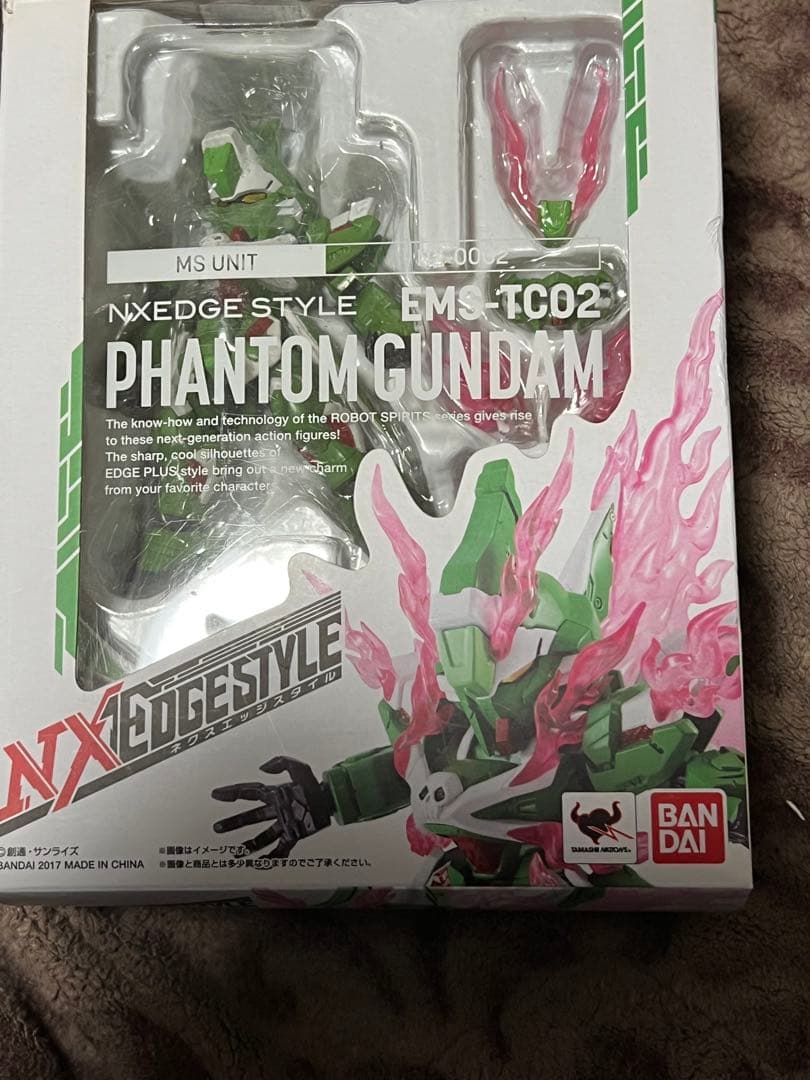 MS UNIT
NXEDGE STYLE EMS-TC02
PHANTOM GUNDAM
The know-how and technology of the ROBOT SPIRITS series gives rise
to these next-generation action figures!
The sharp, cool silhouettes of
EDGE PLUS style bring out a new charm
from your favorite characters
NXEDGESTYLE
ネクスエッジスタイル
©創通・サンライズ
BANDAI 2017 MADE IN CHINA
※画像はイメージです。
※画像と商品とは多少異なりますのでご了承ください。
TAMASHII NATIONS
BAN
DAI